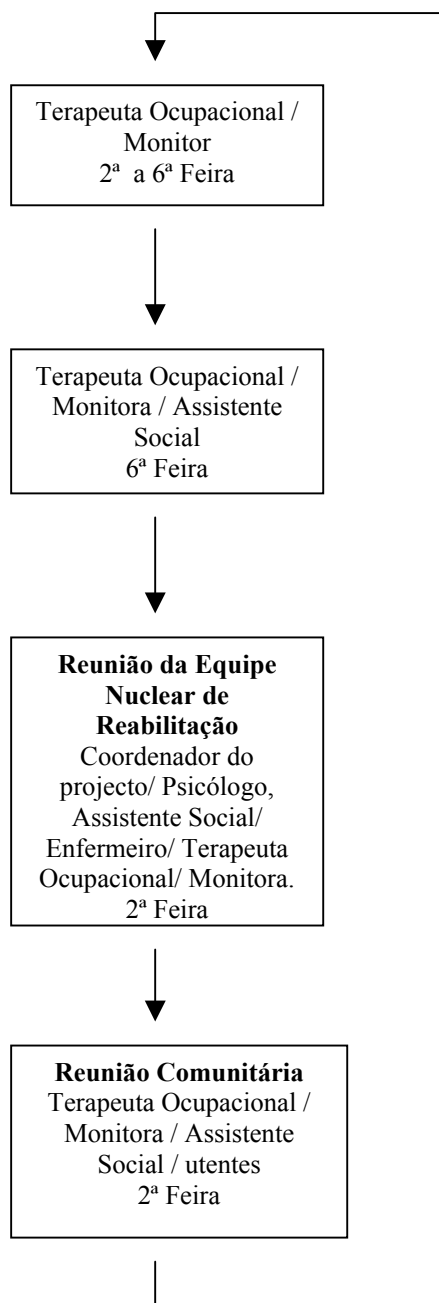 Terapeuta Ocupacional /
Monitor
2ª a 6ª Feira
Terapeuta Ocupacional /
Monitora / Assistente
Social
6ª Feira
Reunião da Equipe
Nuclear de
Reabilitação
Coordenador do
projecto/ Psicólogo,
Assistente Social/
Enfermeiro/ Terapeuta
Ocupacional/ Monitora.
2ª Feira
Reunião Comunitária
Terapeuta Ocupacional /
Monitora / Assistente
Social / utentes
2ª Feira